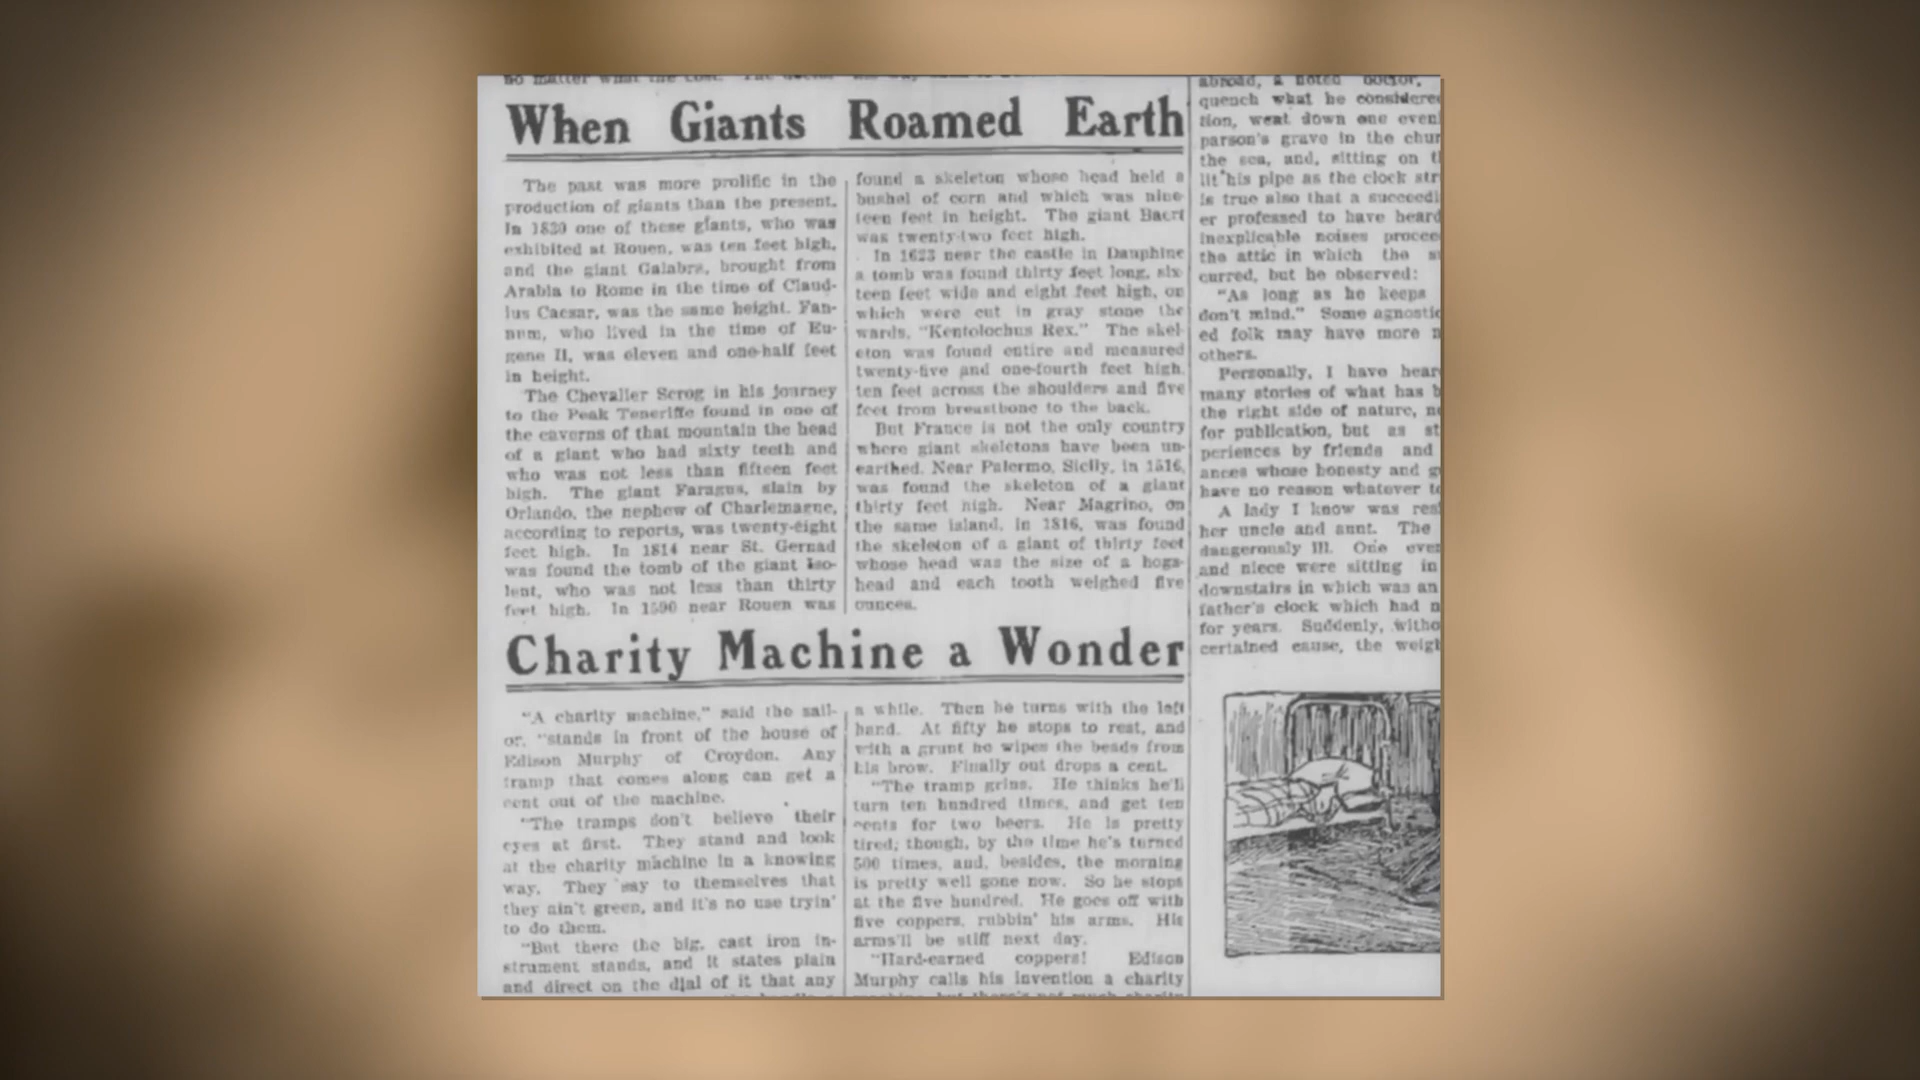 no matter what the cost. The doctor
When Giants Roamed Earth
The past was more prolific in the
production of giants than the present.
In 1830 one of these giants, who was
exhibited at Rouen, was ten feet high,
and the giant Galabra, brought from
Arabia to Rome in the time of Claud-
ius Caesar, was the same height. Fan-
num, who lived in the time of Eu-
gene II, was eleven and one-half feet
in height.
The Chevalier Scrog in his journey
to the Peak Teneriffe found in one of
the caverns of that mountain the head
of a giant who had sixty teeth and
who was not less than fifteen feet
high. The giant Faragus, slain by
Orlando, the nephew of Charlemagne,
according to reports, was twenty-eight
feet high. In 1814 near St. Gernad
was found the tomb of the giant Iso-
lent, who was not less than thirty
feet high. In 1590 near Rouen was
found a skeleton whose head held a
bushel of corn and which was nine-
teen feet in height. The giant Bacrt
was twenty-two feet high.
In 1623 near the castle in Dauphine
a tomb was found thirty feet long, six-
teen feet wide and eight feet high, on
which were cut in gray stone the
wards, "Kentolochus Rex." The skel-
eton was found entire and measured
twenty-five and one-fourth feet high,
ten feet across the shoulders and five
feet from breastbone to the back.
But France is not the only country
where giant skeletons have been un-
earthed. Near Palermo, Sicily, in 1516,
was found the skeleton of a giant
thirty feet high. Near Magrino, on
the same island, in 1816, was found
the skeleton of a giant of thirty feet
whose head was the size of a hogs-
head and each tooth weighed five
ounces.
Charity Machine a Wonder
"A charity machine," said the sail-
or, "stands in front of the house of
Edison Murphy of Croydon. Any
tramp that comes along can get a
cent out of the machine.
"The tramps don't believe their
eyes at first. They stand and look
at the charity machine in a knowing
way. They say to themselves that
they ain't green, and it's no use tryin'
to do them.
"But there the big, cast iron in-
strument stands, and it states plain
and direct on the dial of it that any
a while. Then he turns with the left
hand. At fifty he stops to rest, and
with a grunt he wipes the beads from
his brow. Finally out drops a cent.
"The tramp grins. He thinks he'll
turn ten hundred times, and get ten
cents for two beers. He is pretty
tired, though, by the time he's turned
500 times, and, besides, the morning
is pretty well gone now. So he stops
at the five hundred. He goes off with
five coppers, rubbin' his arms. His
arms'll be stiff next day.
"Hard-earned coppers! Edison
Murphy calls his invention a charity
abroad, a noted doctor,
quench what he considere
tion, went down one even
parson's grave in the chur
the sea, and, sitting on t
lit his pipe as the clock str
is true also that a succeedi
er professed to have heard
inexplicable noises procee
the attic in which the
curred, but he observed:
"As long as he keeps
don't mind." Some agnostic
ed folk may have more
others.
Personally, I have hear
many stories of what has
the right side of nature,
for publication, but as st
periences by friends and
ances whose honesty and
have no reason whatever
A lady I know was res
her uncle and aunt. The
dangerously ill. One eve
and niece were sitting in
downstairs in which was an
father's clock which had
for years. Suddenly, witho
certained cause, the weig